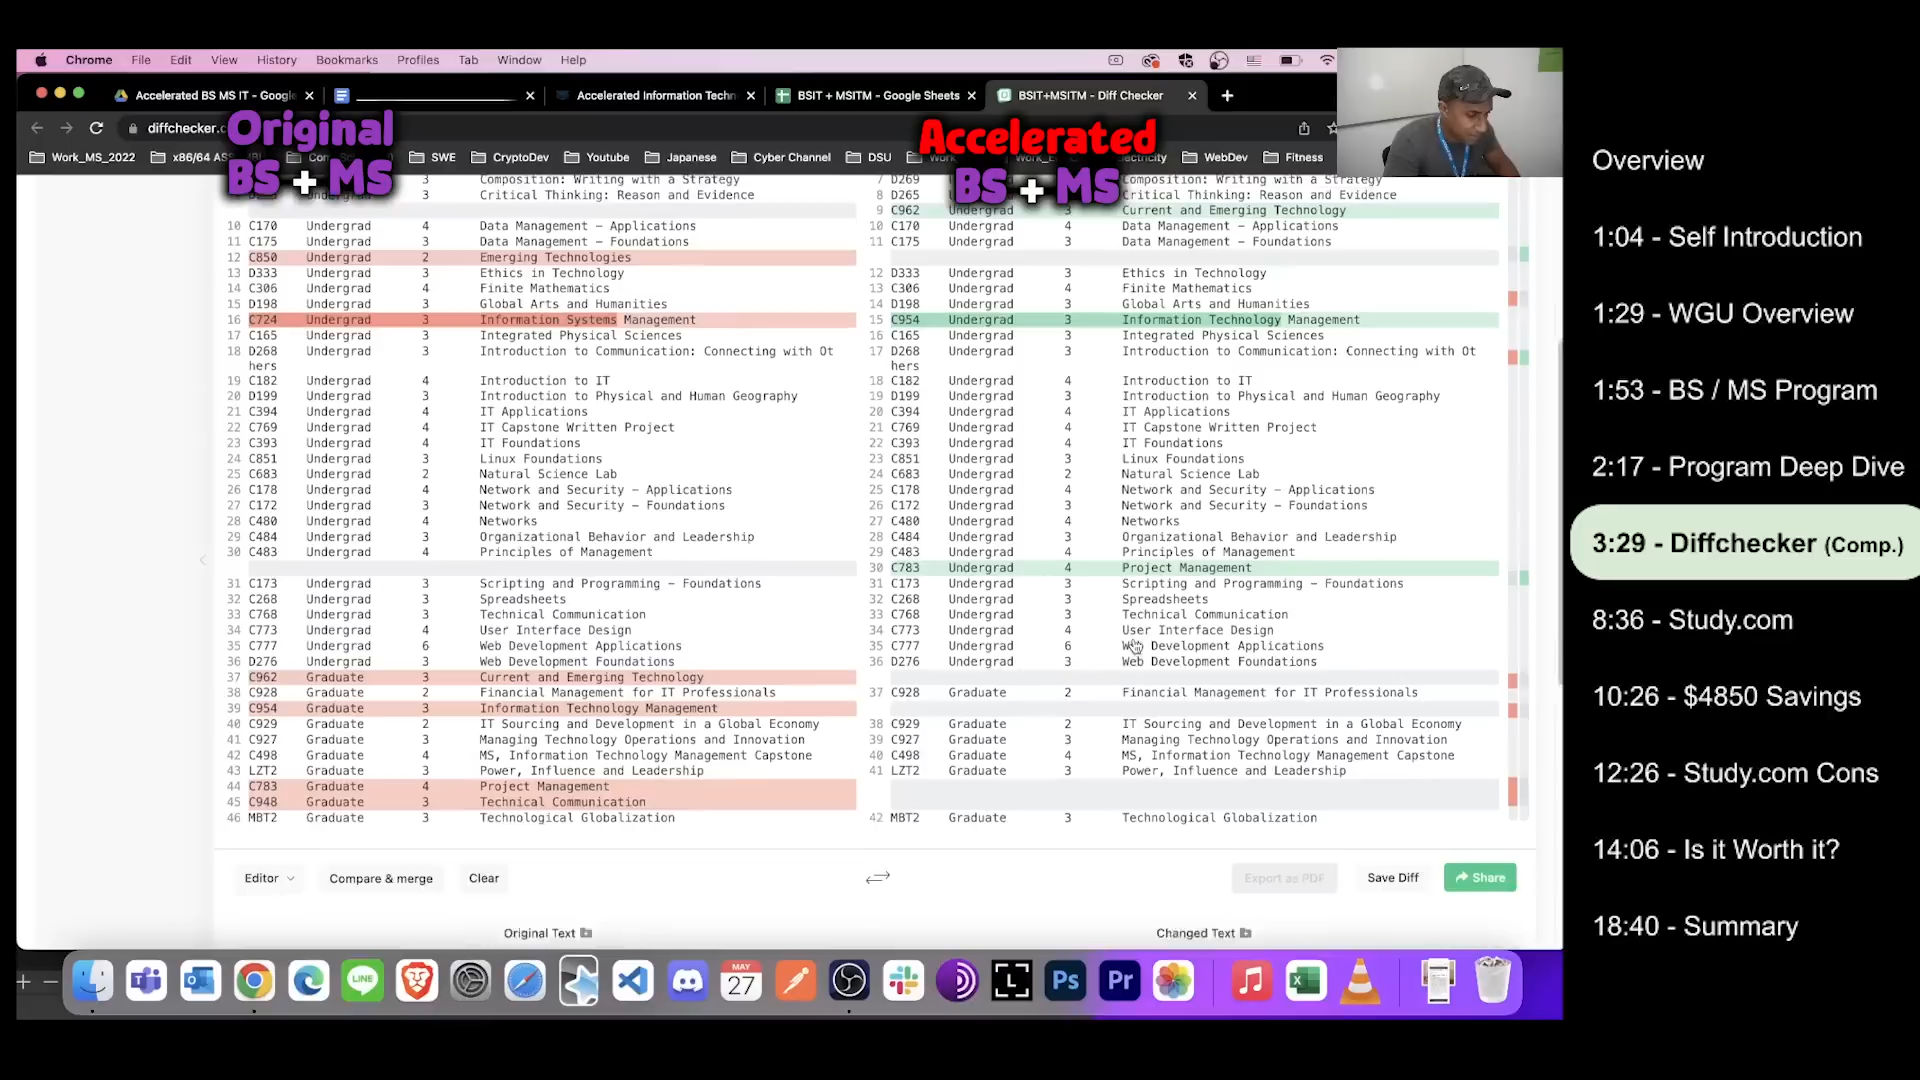 Chrome File Edit View History Bookmarks Profiles Tab Window Help
Accelerated BS MS IT - Google
Accelerated Information Techn
BSIT + MSITM - Google Sheets
BSIT+MSITM - Diff Checker
diffchecker.c
Work_MS_2022 x86/64 SWE CryptoDev Youtube Japanese Cyber Channel DSU WebDev Fitness
Original
BS + MS
Accelerated
BS + MS
3 Composition: Writing with a Strategy
3 Critical Thinking: Reason and Evidence
10 C170 Undergrad 4 Data Management – Applications
11 C175 Undergrad 3 Data Management – Foundations
12 C850 Undergrad 2 Emerging Technologies
13 D333 Undergrad 3 Ethics in Technology
14 C306 Undergrad 4 Finite Mathematics
15 D198 Undergrad 3 Global Arts and Humanities
16 C724 Undergrad 3 Information Systems Management
17 C165 Undergrad 3 Integrated Physical Sciences
18 D268 Undergrad 3 Introduction to Communication: Connecting with Ot
hers
19 C182 Undergrad 4 Introduction to IT
20 D199 Undergrad 3 Introduction to Physical and Human Geography
21 C394 Undergrad 4 IT Applications
22 C769 Undergrad 4 IT Capstone Written Project
23 C393 Undergrad 4 IT Foundations
24 C851 Undergrad 3 Linux Foundations
25 C683 Undergrad 2 Natural Science Lab
26 C178 Undergrad 4 Network and Security – Applications
27 C172 Undergrad 3 Network and Security – Foundations
28 C480 Undergrad 4 Networks
29 C484 Undergrad 3 Organizational Behavior and Leadership
30 C483 Undergrad 4 Principles of Management
31 C173 Undergrad 3 Scripting and Programming – Foundations
32 C268 Undergrad 3 Spreadsheets
33 C768 Undergrad 3 Technical Communication
34 C773 Undergrad 4 User Interface Design
35 C777 Undergrad 6 Web Development Applications
36 D276 Undergrad 3 Web Development Foundations
37 C962 Graduate 3 Current and Emerging Technology
38 C928 Graduate 2 Financial Management for IT Professionals
39 C954 Graduate 3 Information Technology Management
40 C929 Graduate 2 IT Sourcing and Development in a Global Economy
41 C927 Graduate 3 Managing Technology Operations and Innovation
42 C498 Graduate 4 MS, Information Technology Management Capstone
43 LZT2 Graduate 3 Power, Influence and Leadership
44 C783 Graduate 4 Project Management
45 C948 Graduate 3 Technical Communication
46 MBT2 Graduate 3 Technological Globalization
7 D269 Composition: Writing with a Strategy
8 D265 Critical Thinking: Reason and Evidence
9 C962 Undergrad 3 Current and Emerging Technology
10 C170 Undergrad 4 Data Management – Applications
11 C175 Undergrad 3 Data Management – Foundations
12 D333 Undergrad 3 Ethics in Technology
13 C306 Undergrad 4 Finite Mathematics
14 D198 Undergrad 3 Global Arts and Humanities
15 C954 Undergrad 3 Information Technology Management
16 C165 Undergrad 3 Integrated Physical Sciences
17 D268 Undergrad 3 Introduction to Communication: Connecting with Ot
hers
18 C182 Undergrad 4 Introduction to IT
19 D199 Undergrad 3 Introduction to Physical and Human Geography
20 C394 Undergrad 4 IT Applications
21 C769 Undergrad 4 IT Capstone Written Project
22 C393 Undergrad 4 IT Foundations
23 C851 Undergrad 3 Linux Foundations
24 C683 Undergrad 2 Natural Science Lab
25 C178 Undergrad 4 Network and Security – Applications
26 C172 Undergrad 3 Network and Security – Foundations
27 C480 Undergrad 4 Networks
28 C484 Undergrad 3 Organizational Behavior and Leadership
29 C483 Undergrad 4 Principles of Management
30 C783 Undergrad 4 Project Management
31 C173 Undergrad 3 Scripting and Programming – Foundations
32 C268 Undergrad 3 Spreadsheets
33 C768 Undergrad 3 Technical Communication
34 C773 Undergrad 4 User Interface Design
35 C777 Undergrad 6 Web Development Applications
36 D276 Undergrad 3 Web Development Foundations
37 C928 Graduate 2 Financial Management for IT Professionals
38 C929 Graduate 2 IT Sourcing and Development in a Global Economy
39 C927 Graduate 3 Managing Technology Operations and Innovation
40 C498 Graduate 4 MS, Information Technology Management Capstone
41 LZT2 Graduate 3 Power, Influence and Leadership
42 MBT2 Graduate 3 Technological Globalization
Editor Compare & merge Clear Export as PDF Save Diff Share
Original Text
Changed Text
LINE
MAY
27
L
Ps
Pr
Overview
1:04 - Self Introduction
1:29 - WGU Overview
1:53 - BS / MS Program
2:17 - Program Deep Dive
3:29 - Diffchecker (Comp.)
8:36 - Study.com
10:26 - $4850 Savings
12:26 - Study.com Cons
14:06 - Is it Worth it?
18:40 - Summary